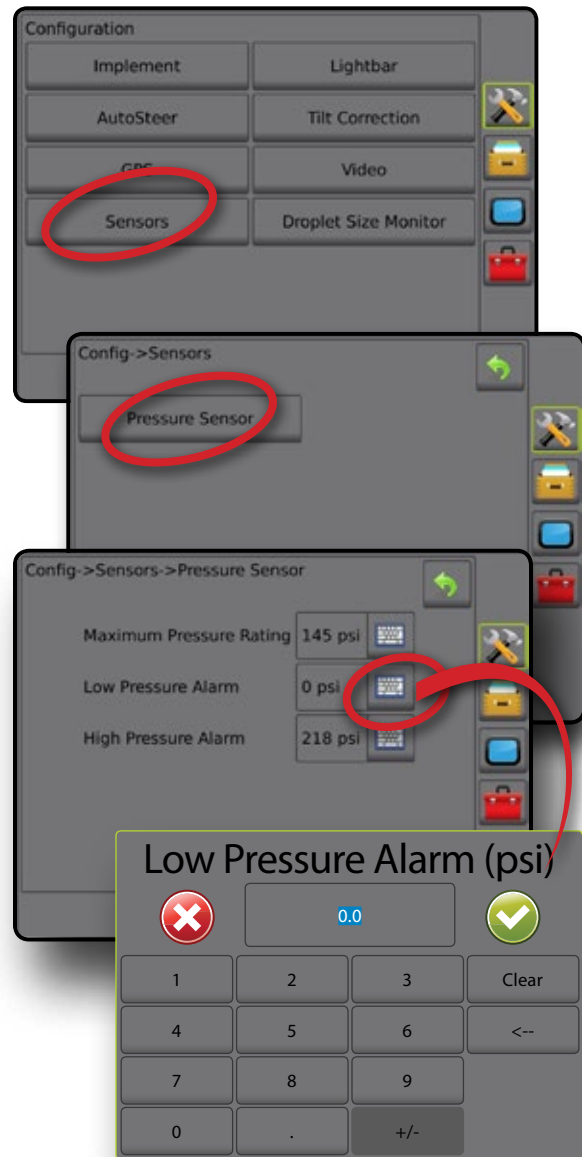 Configuration
Implement Lightbar
AutoSteer Tilt Correction
GPS Video
Sensors Droplet Size Monitor
Config->Sensors
Pressure Sensor
Config->Sensors->Pressure Sensor
Maximum Pressure Rating 145 psi
Low Pressure Alarm 0 psi
High Pressure Alarm 218 psi
Low Pressure Alarm (psi)
0.0
1 2 3 Clear
4 5 6 <--
7 8 9
0 . +/-